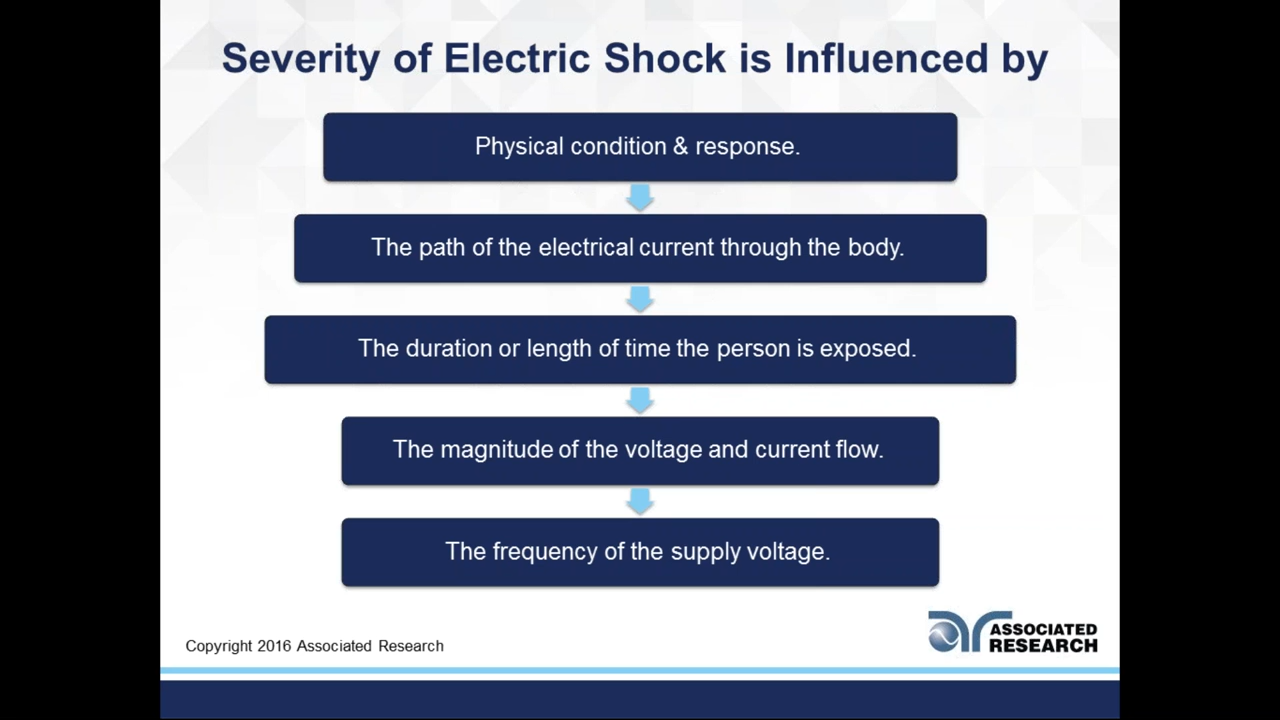 Severity of Electric Shock is Influenced by
Physical condition & response.
The path of the electrical current through the body.
The duration or length of time the person is exposed.
The magnitude of the voltage and current flow.
The frequency of the supply voltage.
Copyright 2016 Associated Research
ar ASSOCIATED
RESEARCH